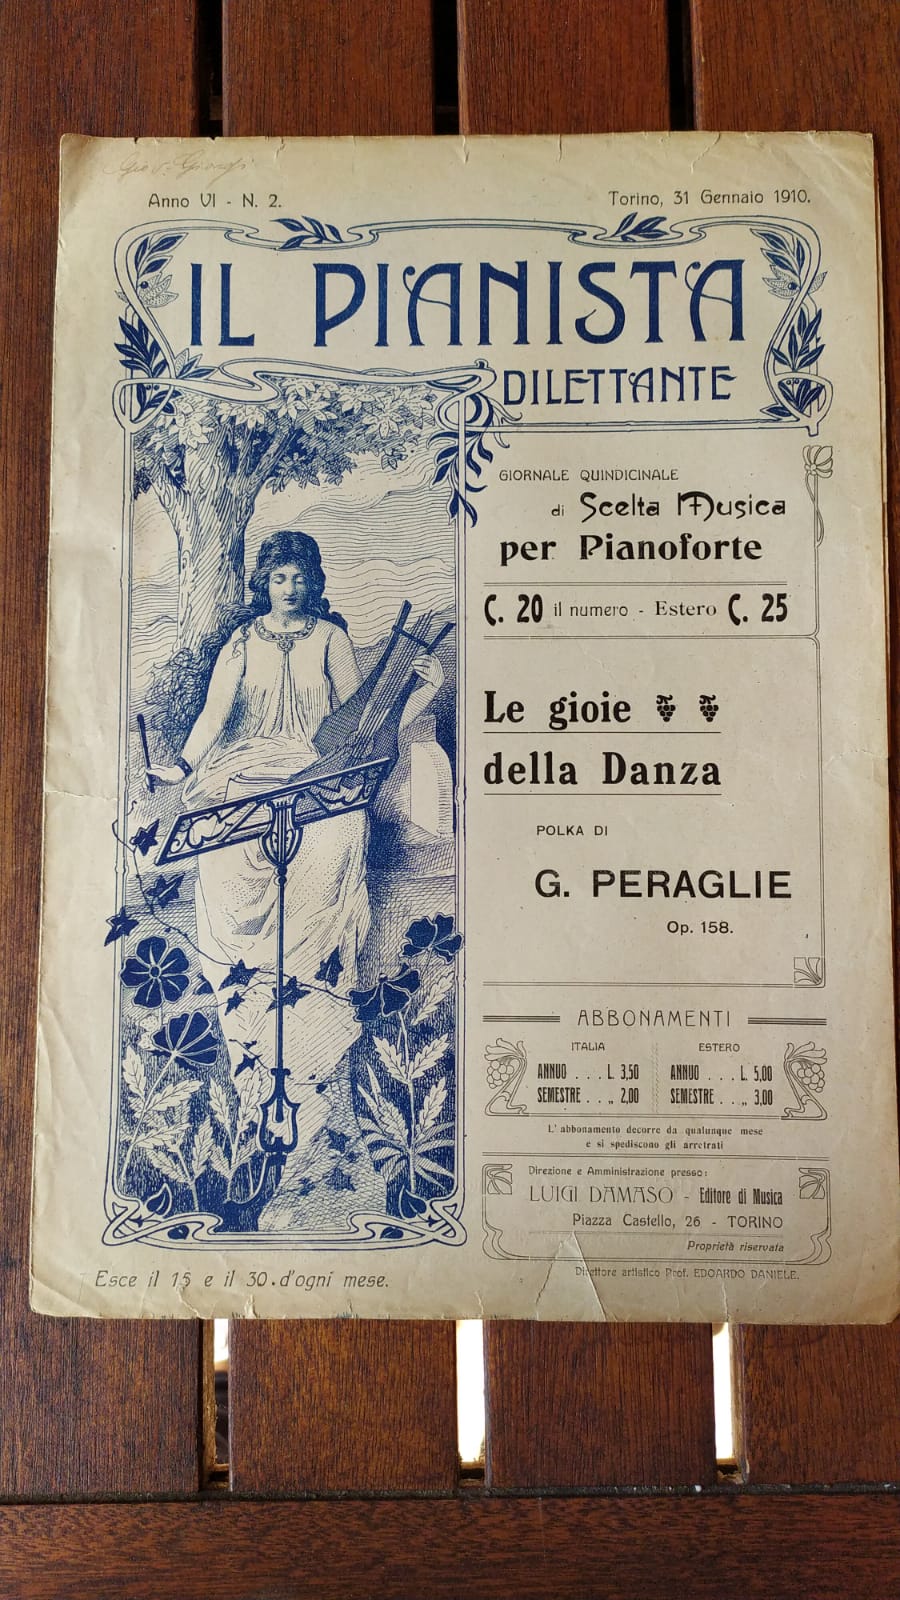 Anno VI - N. 2.
Torino, 31 Gennaio 1910.
IL PIANISTA
DILETTANTE
GIORNALE QUINDICINALE
di Scelta Musica
per Pianoforte
C. 20 il numero - Estero C. 25
Le gioie
della Danza
POLKA DI
G. PERAGLIE
Op. 158.
ABBONAMENTI
ITALIA
ANNUO . . . L. 3,50
SEMESTRE . . „ 2,00
ESTERO
ANNUO . . . L. 5,00
SEMESTRE . . „ 3,00
L' abbonamento decorre da qualunque mese
e si spediscono gli arretrati
Direzione e Amministrazione presso:
LUIGI DAMASO - Editore di Musica
Piazza Castello, 26 - TORINO
Proprietà riservata
Direttore artistico Prof. EDOARDO DANIELE.
Esce il 15 e il 30 d'ogni mese.